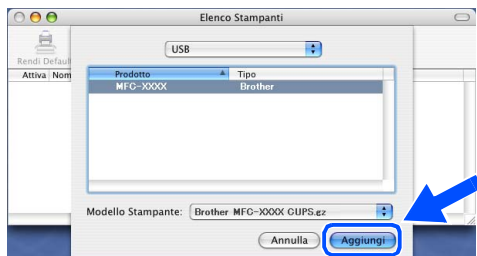 Elenco Stampanti
USB
Rendi Defaul
Attiva Nom
Prodotto Tipo
MFC-XXXX Brother
Modello Stampante: Brother MFC-XXXX CUPS.gz
Annulla Aggiungi